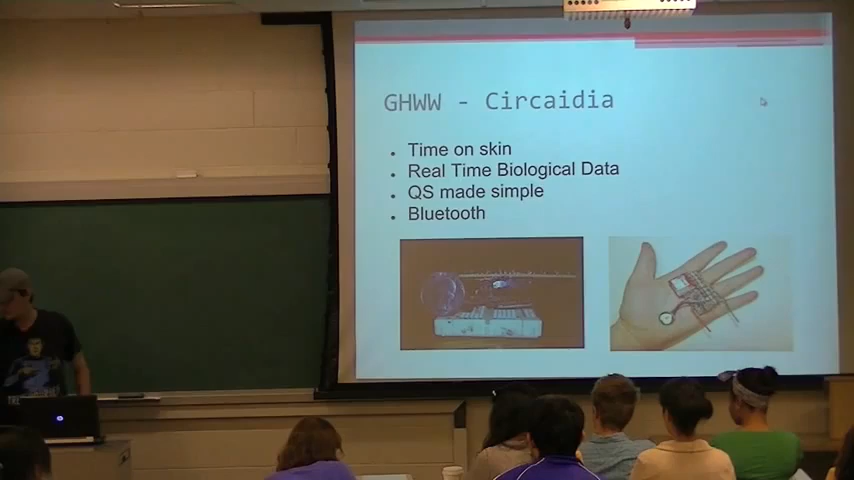 GHWW - Circaidia
• Time on skin
• Real Time Biological Data
• QS made simple
• Bluetooth